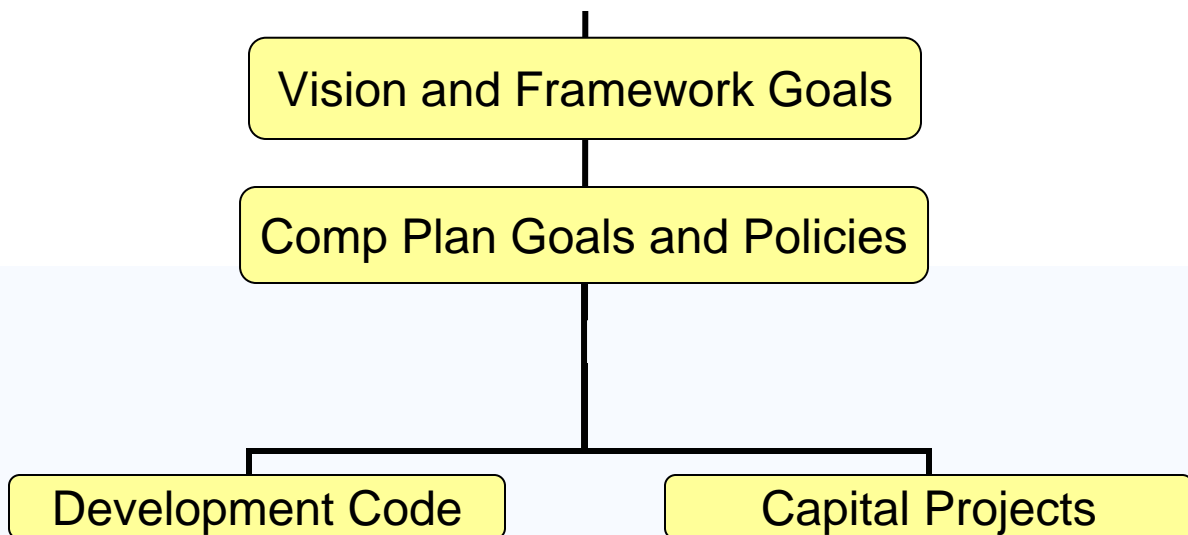 Vision and Framework Goals
Comp Plan Goals and Policies
Development Code
Capital Projects